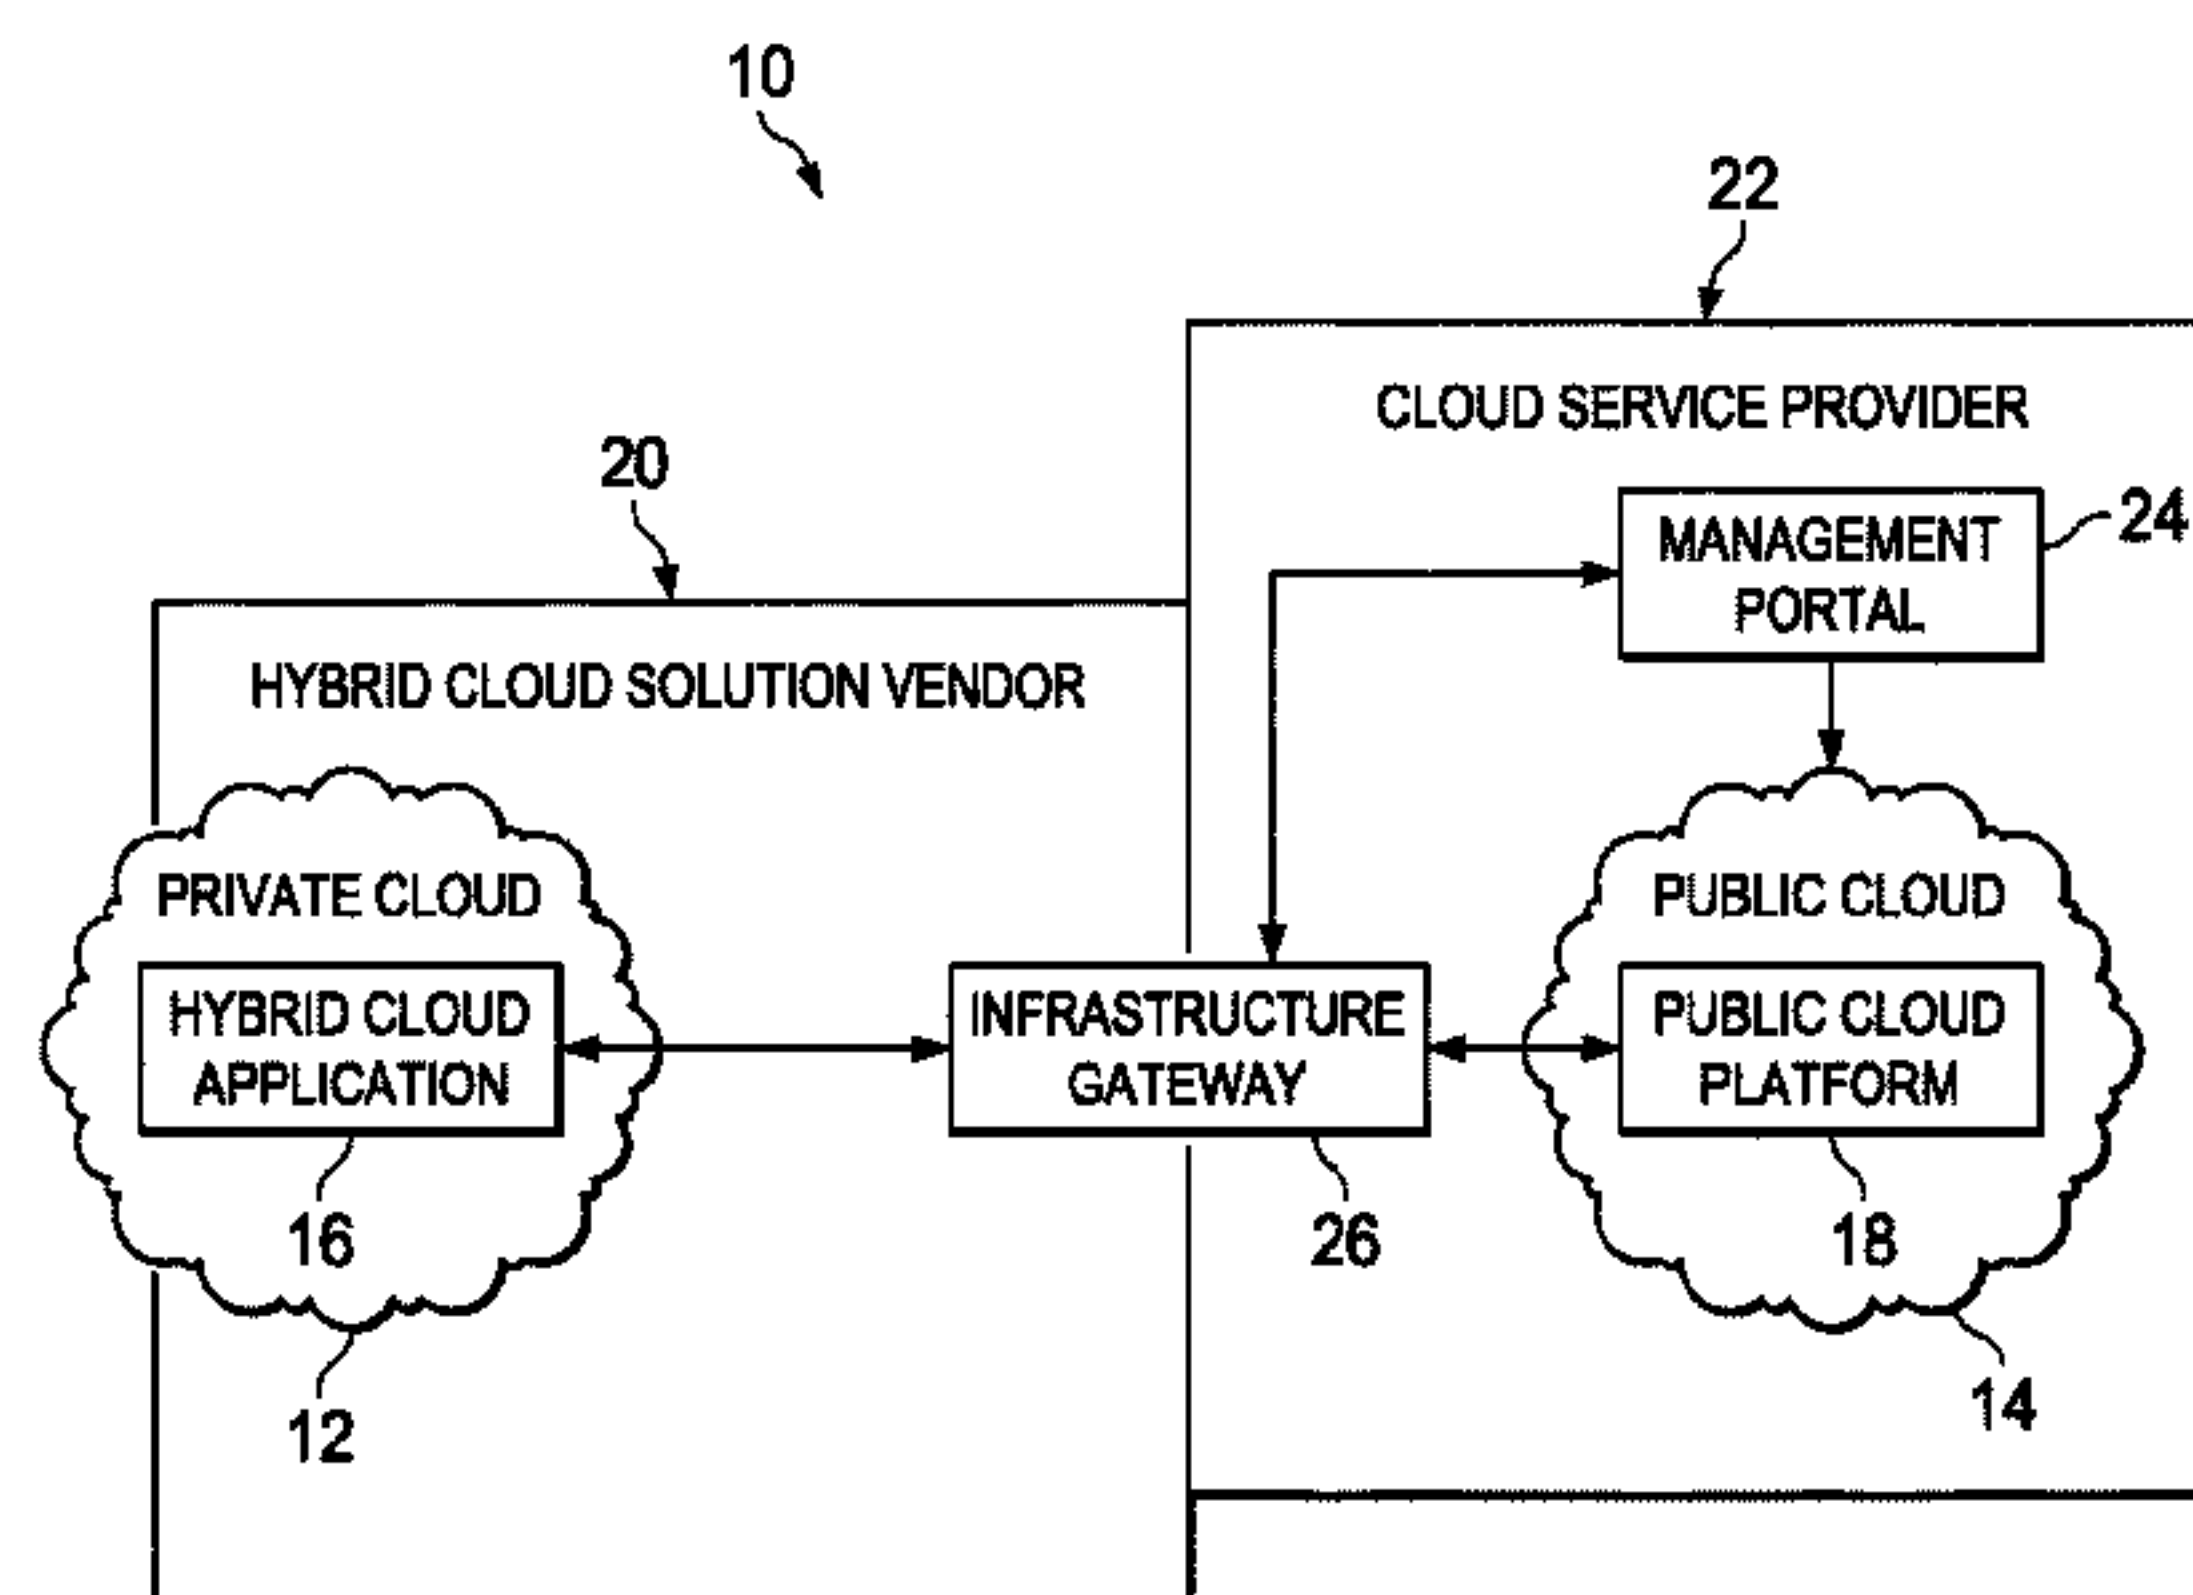 10
22
CLOUD SERVICE PROVIDER
20
MANAGEMENT
PORTAL
24
HYBRID CLOUD SOLUTION VENDOR
PRIVATE CLOUD
PUBLIC CLOUD
HYBRID CLOUD
APPLICATION
INFRASTRUCTURE
GATEWAY
PUBLIC CLOUD
PLATFORM
16
26
18
12
14